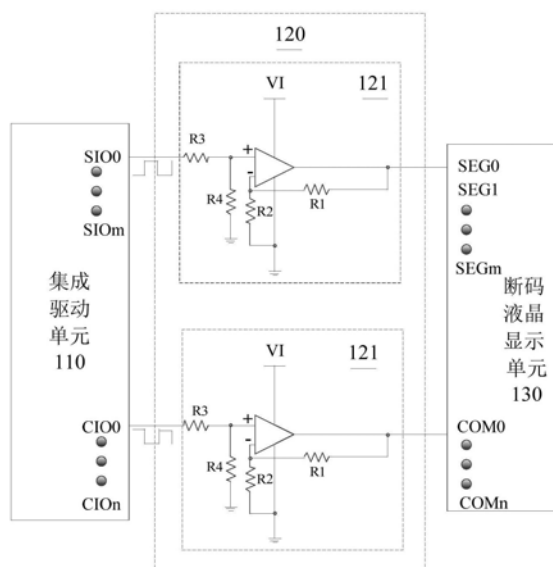 120
VI
121
SIO0
R3
+
-
R4
R2
R1
SEG0
SEG1
SIOm
SEGm
集成
驱动
单元
110
断码
液晶
显示
单元
130
VI
121
CIO0
R3
+
-
R4
R2
R1
COM0
CIOn
COMn